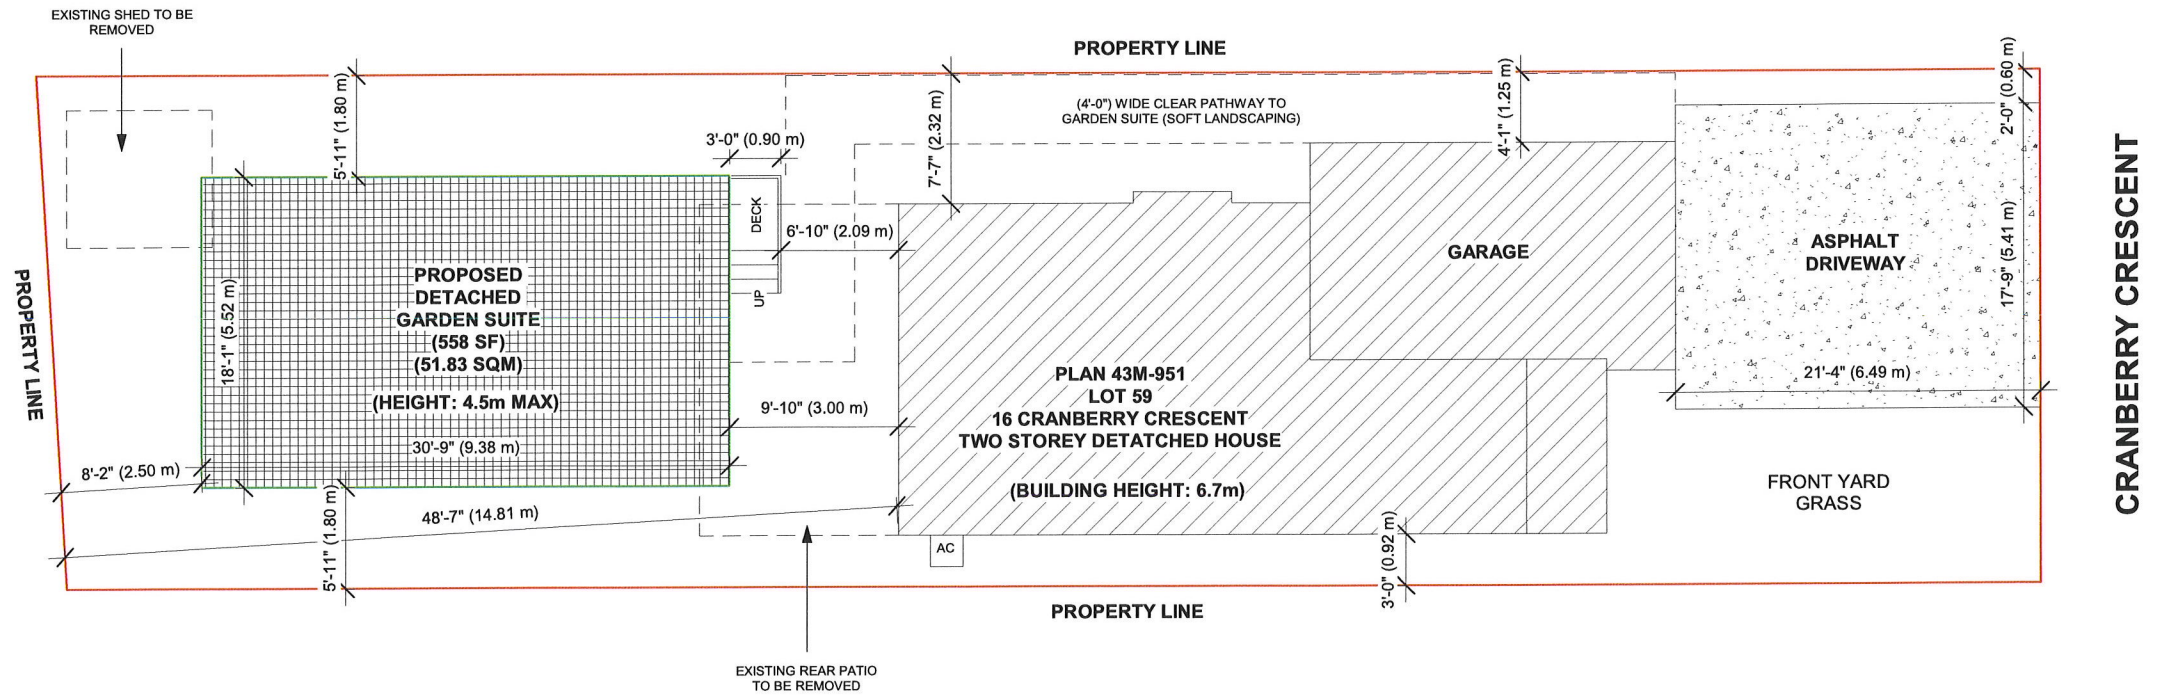 EXISTING SHED TO BE
REMOVED
PROPERTY LINE
5'-11" (1.80 m)
3'-0" (0.90 m)
7'-7" (2.32 m)
(4'-0") WIDE CLEAR PATHWAY TO
GARDEN SUITE (SOFT LANDSCAPING)
4'-1" (1.25 m)
2'-0" (0.60 m)
PROPERTY LINE
18'-1" (5.52 m)
PROPOSED
DETACHED
GARDEN SUITE
(558 SF)
(51.83 SQM)
(HEIGHT: 4.5m MAX)
30'-9" (9.38 m)
DECK
UP
6'-10" (2.09 m)
9'-10" (3.00 m)
GARAGE
ASPHALT
DRIVEWAY
17'-9" (5.41 m)
21'-4" (6.49 m)
CRANBERRY CRESCENT
PLAN 43M-951
LOT 59
16 CRANBERRY CRESCENT
TWO STOREY DETATCHED HOUSE
(BUILDING HEIGHT: 6.7m)
FRONT YARD
GRASS
8'-2" (2.50 m)
48'-7" (14.81 m)
5'-11" (1.80 m)
AC
3'-0" (0.92 m)
PROPERTY LINE
EXISTING REAR PATIO
TO BE REMOVED